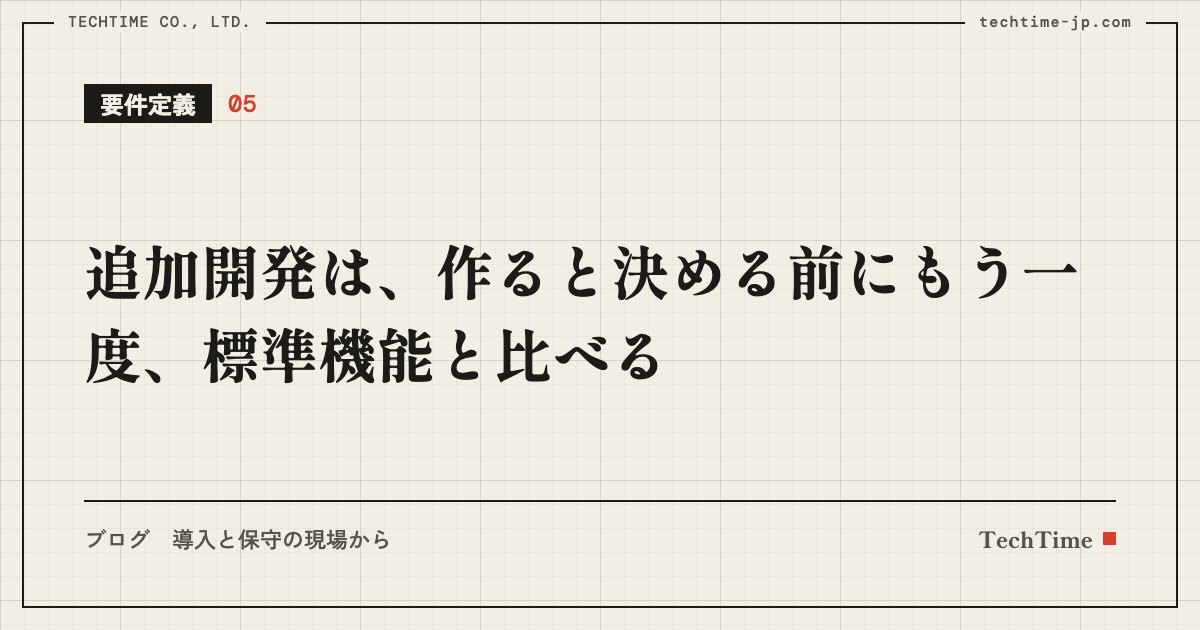 TECHTIME CO., LTD.
techtime-jp.com
要件定義 05
追加開発は、作ると決める前にもう一
度、標準機能と比べる
ブログ　導入と保守の現場から
TechTime